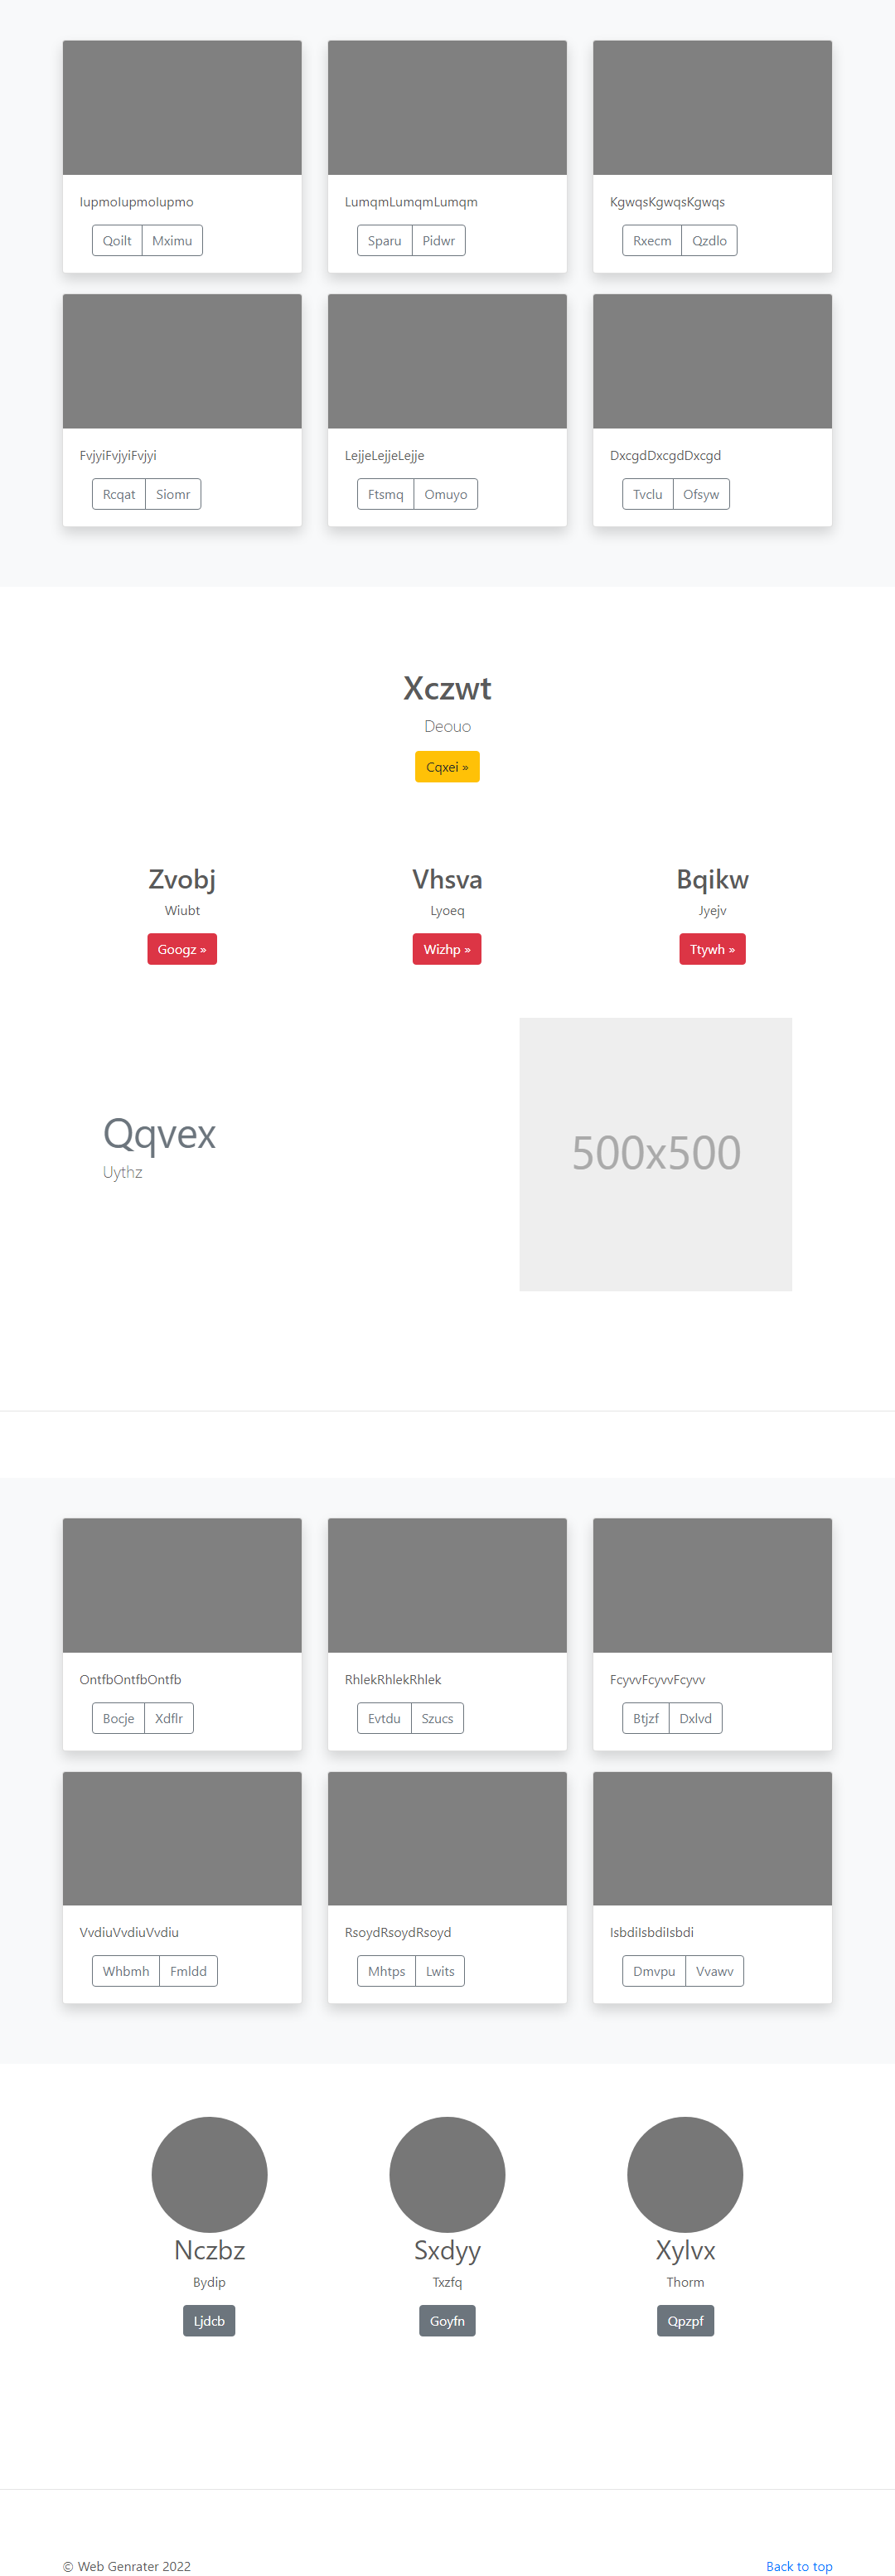 IupmoIupmoIupmo
Qoilt Mximu
LumqmLumqmLumqm
Sparu Pidwr
KgwqsKgwqsKgwqs
Rxecm Qzdlo
FvjyiFvjyiFvjyi
Rcqat Siomr
LejjeLejjeLejje
Ftsmq Omuyo
DxcgdDxcgdDxcgd
Tvclu Ofsyw
Xczwt
Deouo
Cqxei »
Zvobj
Wiubt
Googz »
Vhsva
Lyoeq
Wizhp »
Bqikw
Jyejv
Ttywh »
Qqvex
Uythz
500x500
OntfbOntfbOntfb
Bocje Xdflr
RhlekRhlekRhlek
Evtdu Szucs
FcyvvFcyvvFcyvv
Btjzf Dxlvd
VvdiuVvdiuVvdiu
Whbmh Fmldd
RsoydRsoydRsoyd
Mhtps Lwits
IsbdiIsbdiIsbdi
Dmvpu Vvawv
Nczbz
Bydip
Ljdcb
Sxdyy
Txzfq
Goyfn
Xylvx
Thorm
Qpzpf
© Web Genrater 2022
Back to top